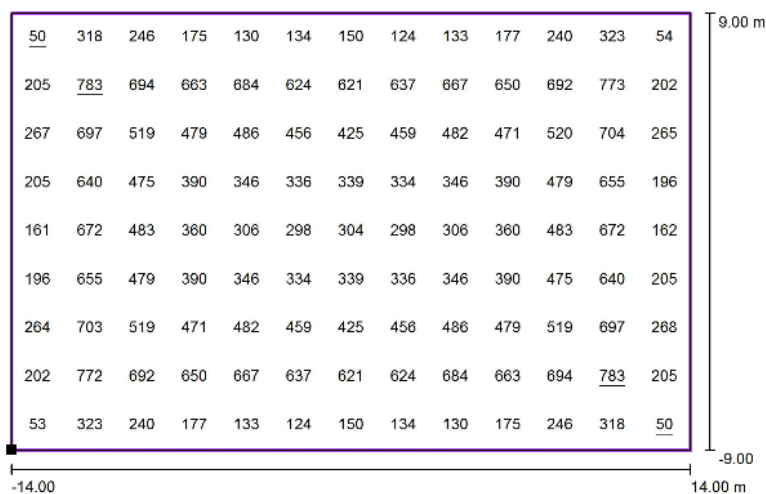 9.00 m
50 318 246 175 130 134 150 124 133 177 240 323 54
205 783 694 663 684 624 621 637 667 650 692 773 202
267 697 519 479 486 456 425 459 482 471 520 704 265
205 640 475 390 346 336 339 334 346 390 479 655 196
161 672 483 360 306 298 304 298 306 360 483 672 162
196 655 479 390 346 334 339 336 346 390 475 640 205
264 703 519 471 482 459 425 456 486 479 519 697 268
202 772 692 650 667 637 621 624 684 663 694 783 205
53 323 240 177 133 124 150 134 130 175 246 318 50
-9.00
-14.00 14.00 m